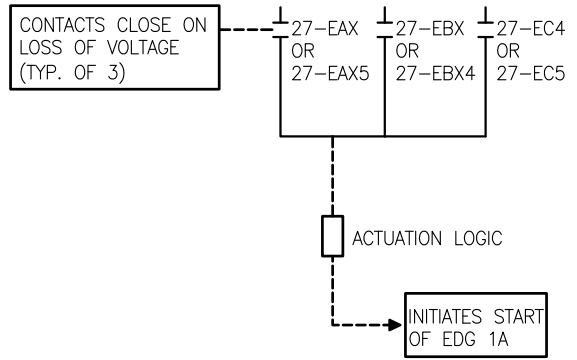 CONTACTS CLOSE ON
LOSS OF VOLTAGE
(TYP. OF 3)
27-EAX
OR
27-EAX5
27-EBX
OR
27-EBX4
27-EC4
OR
27-EC5
ACTUATION LOGIC
INITIATES START
OF EDG 1A